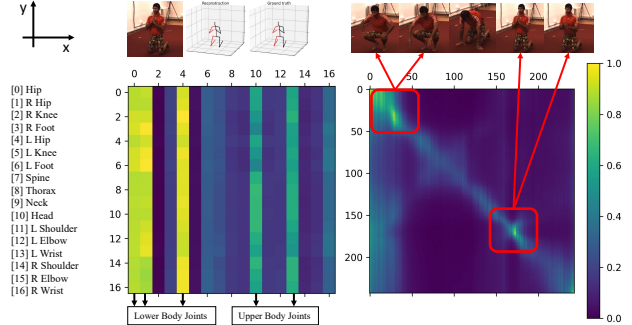 y
x
Reconstruction
Ground truth
0 2 4 6 8 10 12 14 16
0 50 100 150 200
[0] Hip
[1] R Hip
[2] R Knee
[3] R Foot
[4] L Hip
[5] L Knee
[6] L Foot
[7] Spine
[8] Thorax
[9] Neck
[10] Head
[11] L Shoulder
[12] L Elbow
[13] L Wrist
[14] R Shoulder
[15] R Elbow
[16] R Wrist
0
2
4
6
8
10
12
14
16
0
50
100
150
200
1.0
0.8
0.6
0.4
0.2
0.0
Lower Body Joints
Upper Body Joints